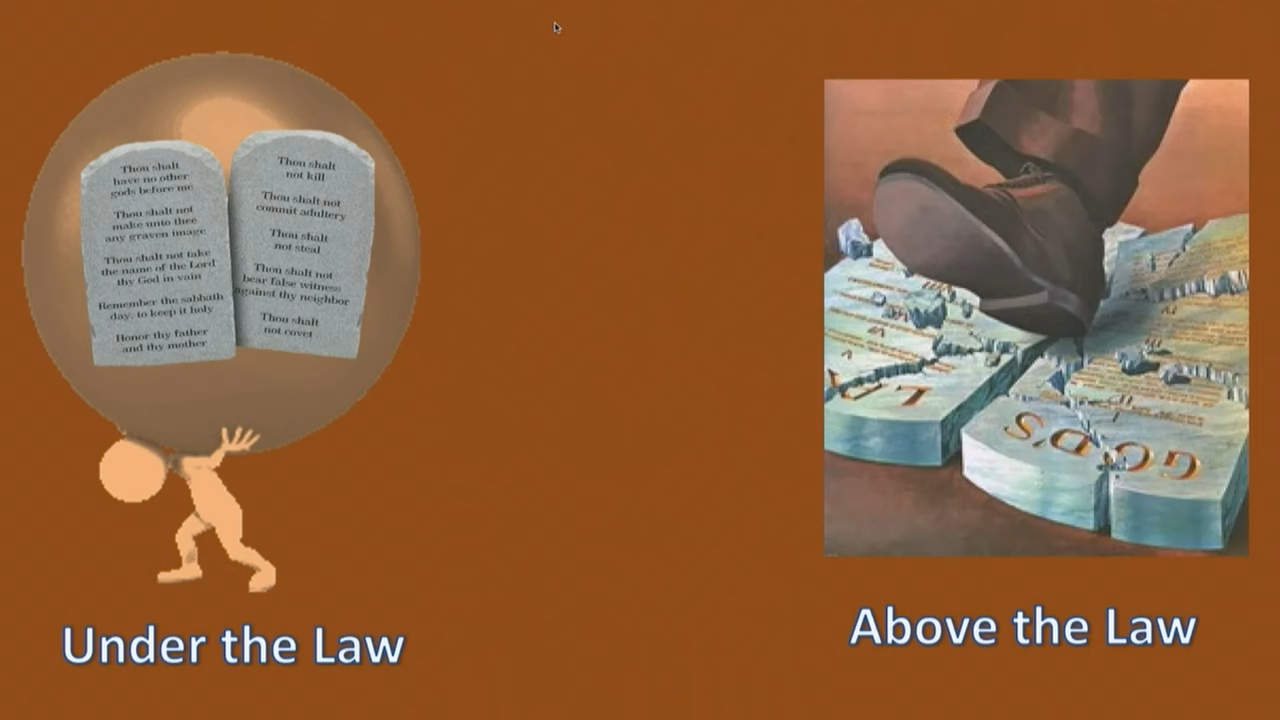 Thou shalt
have no other
gods before me
Thou shalt not
make unto thee
any graven image
Thou shalt not take
the name of the Lord
thy God in vain
Remember the sabbath
day, to keep it holy
Honor thy father
and thy mother
Thou shalt
not kill
Thou shalt not
commit adultery
Thou shalt
not steal
Thou shalt not
bear false witness
against thy neighbor
Thou shalt
not covet
GOD'S
Under the Law
Above the Law